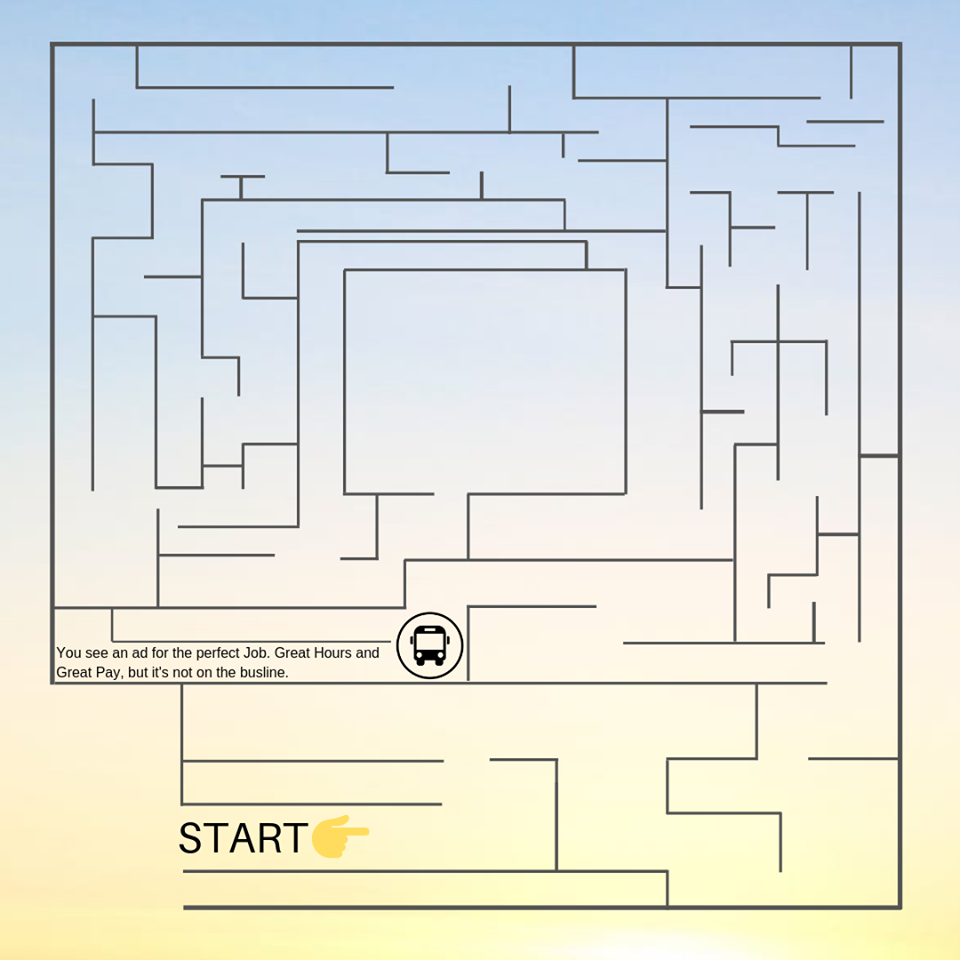 You see an ad for the perfect Job. Great Hours and
Great Pay, but it's not on the busline.
START